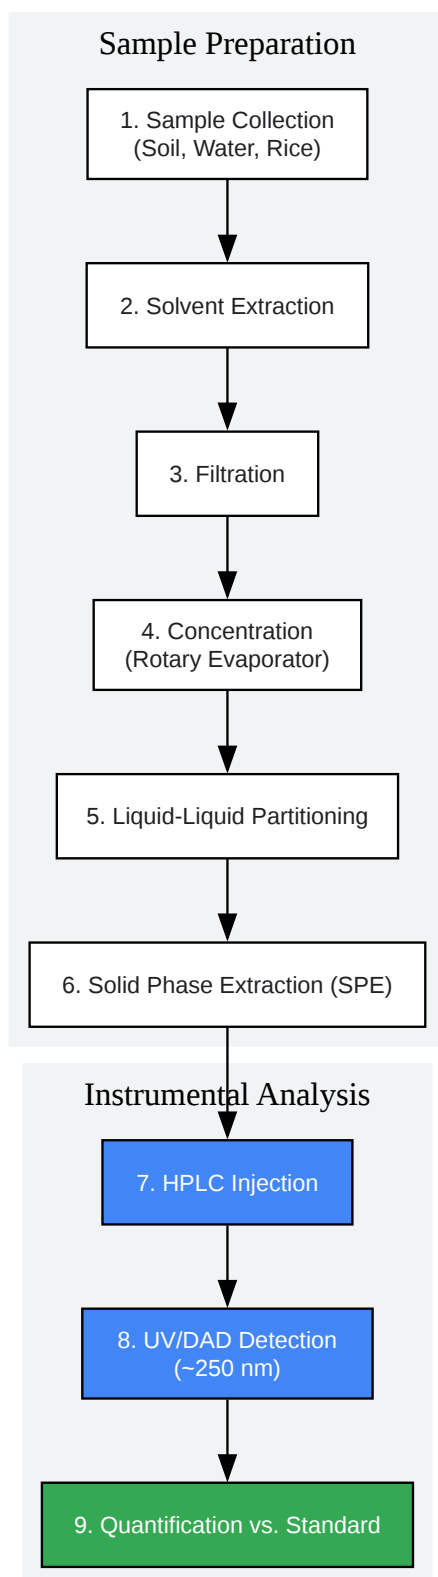 Sample Preparation
1. Sample Collection
(Soil, Water, Rice)
2. Solvent Extraction
3. Filtration
4. Concentration
(Rotary Evaporator)
5. Liquid-Liquid Partitioning
6. Solid Phase Extraction (SPE)
Instrumental Analysis
7. HPLC Injection
8. UV/DAD Detection
(~250 nm)
9. Quantification vs. Standard